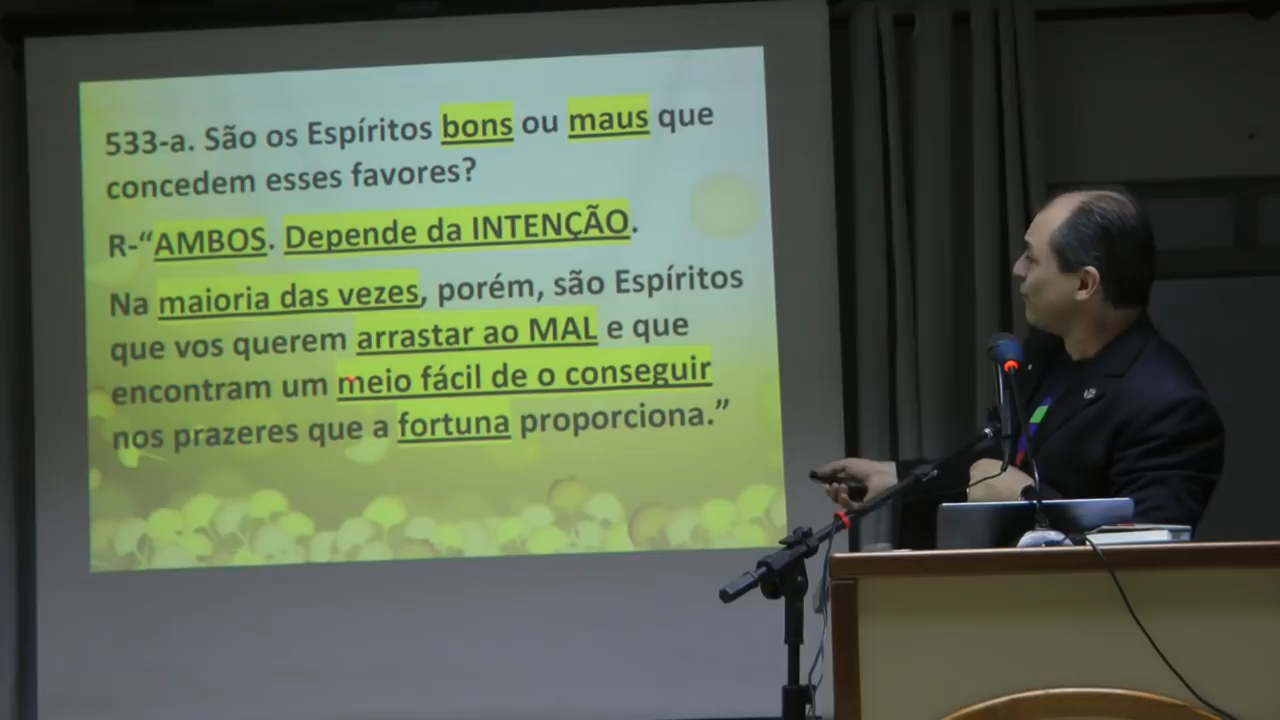 533-a. São os Espíritos bons ou maus que
concedem esses favores?
R-“AMBOS. Depende da INTENÇÃO.
Na maioria das vezes, porém, são Espíritos
que vos querem arrastar ao MAL e que
encontram um meio fácil de o conseguir
nos prazeres que a fortuna proporciona.”